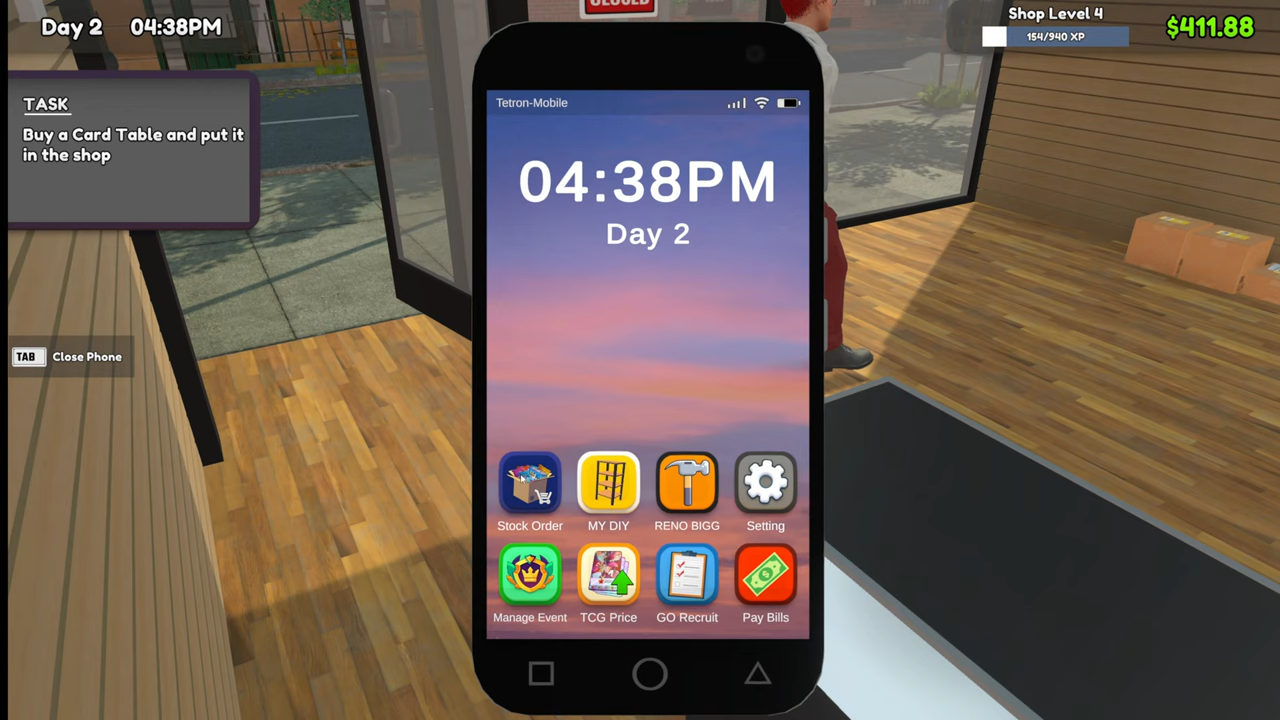 CLOSED
Day 2 04:38PM
Shop Level 4
154/940 XP
$411.88
TASK
Buy a Card Table and put it
in the shop
TAB Close Phone
Tetron-Mobile
04:38PM
Day 2
Stock Order MY DIY RENO BIGG Setting
Manage Event TCG Price GO Recruit Pay Bills